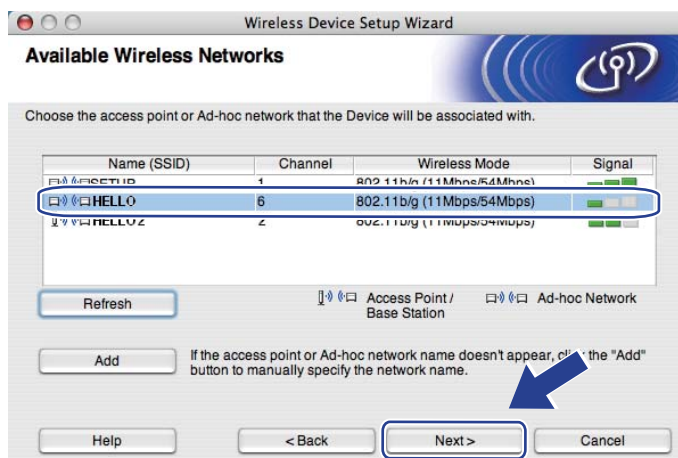 Wireless Device Setup Wizard
Available Wireless Networks
Choose the access point or Ad-hoc network that the Device will be associated with.
Name (SSID) Channel Wireless Mode Signal
SETUP 1 802.11b/g (11Mbps/54Mbps)
HELLO 6 802.11b/g (11Mbps/54Mbps)
HELLO2 2 802.11b/g (11Mbps/54Mbps)
Refresh
Access Point / Ad-hoc Network
Base Station
Add
If the access point or Ad-hoc network name doesn't appear, the "Add"
button to manually specify the network name.
Help < Back Next > Cancel